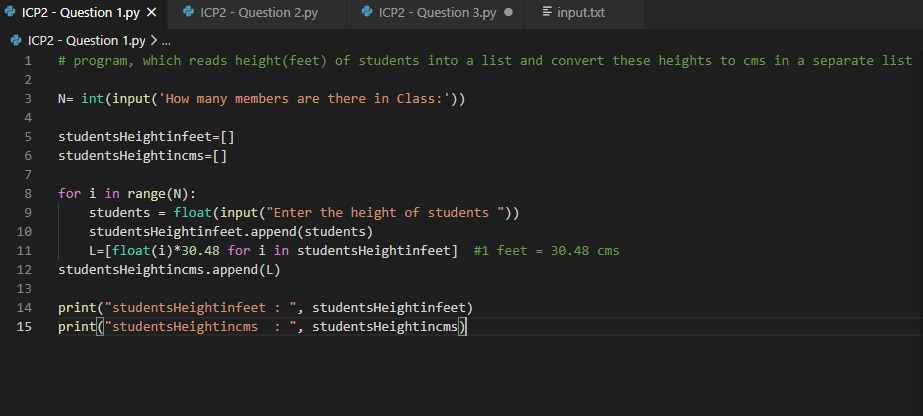 ICP2 - Question 1.py ✕ ICP2 - Question 2.py ICP2 - Question 3.py ● input.txt
ICP2 - Question 1.py > ...
1 # program, which reads height(feet) of students into a list and convert these heights to cms in a separate list
2
3 N= int(input('How many members are there in Class:'))
4
5 studentsHeightinfeet=[]
6 studentsHeightincms=[]
7
8 for i in range(N):
9     students = float(input("Enter the height of students "))
10     studentsHeightinfeet.append(students)
11     L=[float(i)*30.48 for i in studentsHeightinfeet]  #1 feet = 30.48 cms
12 studentsHeightincms.append(L)
13
14 print("studentsHeightinfeet : ", studentsHeightinfeet)
15 print("studentsHeightincms  : ", studentsHeightincms)